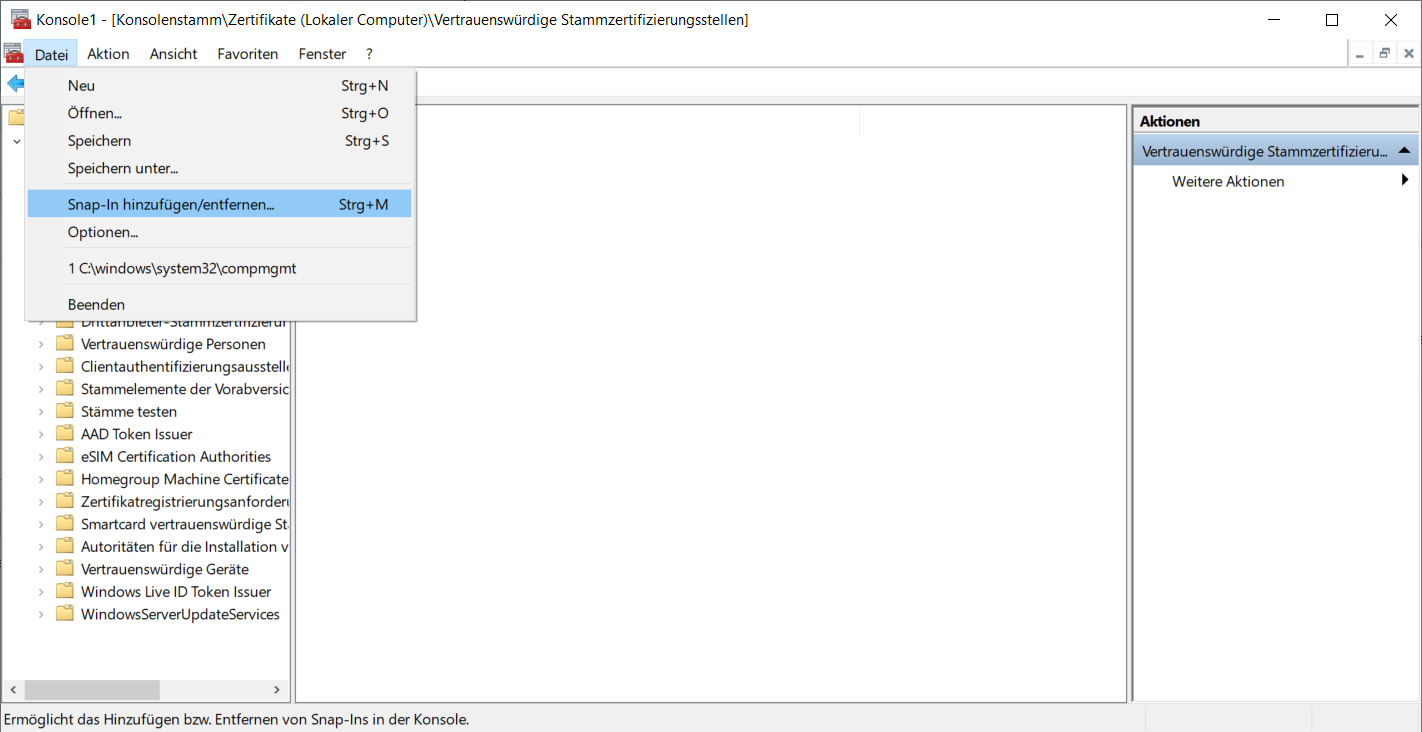 Konsole1 - [Konsolenstamm\Zertifikate (Lokaler Computer)\Vertrauenswürdige Stammzertifizierungsstellen]
Datei Aktion Ansicht Favoriten Fenster ?
Neu Strg+N
Öffnen... Strg+O
Speichern Strg+S
Speichern unter...
Snap-In hinzufügen/entfernen... Strg+M
Optionen...
1 C:\windows\system32\compmgmt
Beenden
Drittanbieter-Stammzertifizierun
Vertrauenswürdige Personen
Clientauthentifizierungsausstelle
Stammelemente der Vorabversic
Stämme testen
AAD Token Issuer
eSIM Certification Authorities
Homegroup Machine Certificate
Zertifikatregistrierungsanforderu
Smartcard vertrauenswürdige Sta
Autoritäten für die Installation v
Vertrauenswürdige Geräte
Windows Live ID Token Issuer
WindowsServerUpdateServices
Aktionen
Vertrauenswürdige Stammzertifizieru...
Weitere Aktionen
Ermöglicht das Hinzufügen bzw. Entfernen von Snap-Ins in der Konsole.